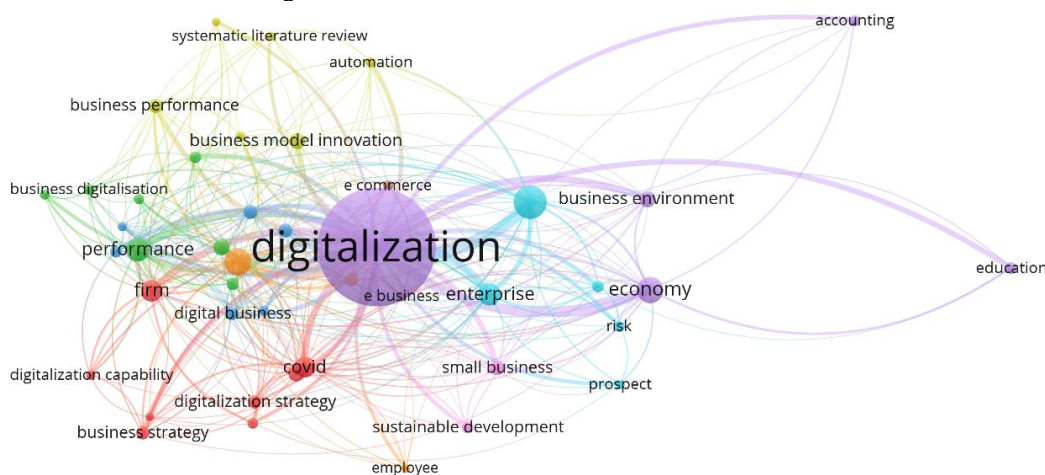 accounting
systematic literature review
automation
business performance
business model innovation
e commerce
business digitalisation
business environment
performance
digitalization
education
firm
e business
enterprise
economy
digital business
risk
covid
small business
digitalization capability
prospect
digitalization strategy
business strategy
sustainable development
employee